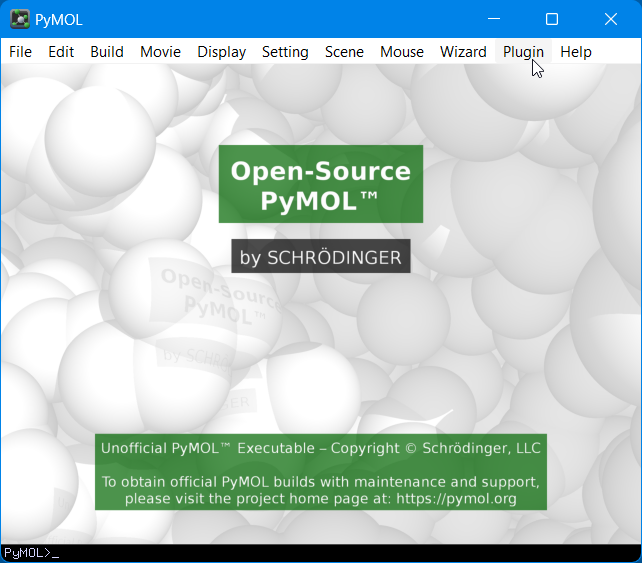 PyMOL
File Edit Build Movie Display Setting Scene Mouse Wizard Plugin Help
Open-Source
PyMOL™
by SCHRÖDINGER
Open-Source
PyMOL™
by SCHR
Unofficial PyMOL™ Executable – Copyright © Schrödinger, LLC
To obtain official PyMOL builds with maintenance and support,
please visit the project home page at: https://pymol.org
PyMOL>_